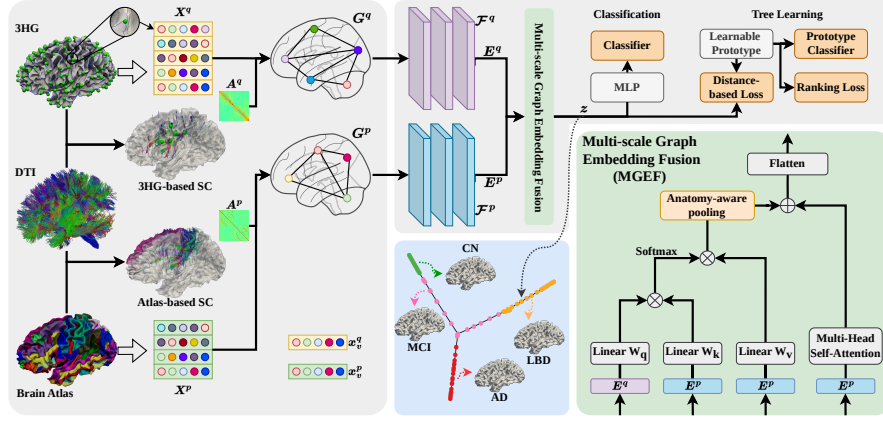 3HG
X^q
G^q
A^q
3HG-based SC
DTI
G^p
A^p
Atlas-based SC
Brain Atlas
X^p
x_v^q
x_v^p
F^q
E^q
E^p
F^p
Multi-scale Graph Embedding Fusion
z
Classification
Classifier
MLP
Tree Learning
Learnable
Prototype
Prototype
Classifier
Distance-
based Loss
Ranking Loss
CN
MCI
LBD
AD
Multi-scale Graph
Embedding Fusion
(MGEF)
Flatten
Anatomy-aware
pooling
Softmax
Linear W_q
Linear W_k
Linear W_v
Multi-Head
Self-Attention
E^q
E^p
E^p
E^p